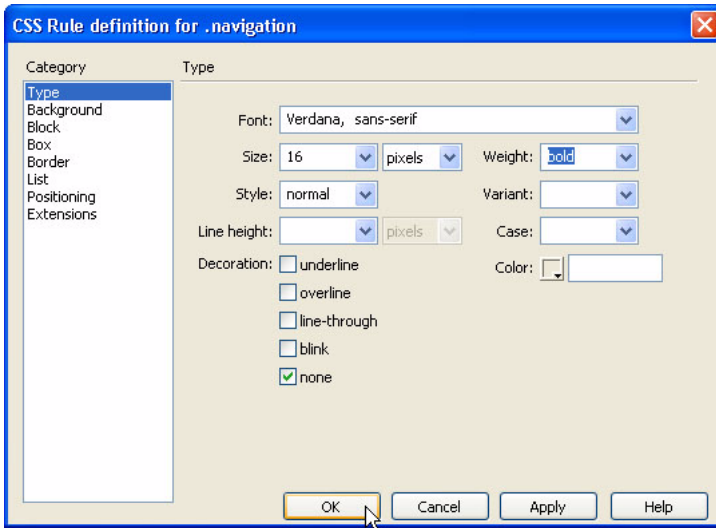 CSS Rule definition for .navigation
Category
Type
Type
Background
Block
Box
Border
List
Positioning
Extensions
Font: Verdana, sans-serif
Size: 16 pixels Weight: bold
Style: normal Variant:
Line height: pixels Case:
Decoration: underline Color:
overline
line-through
blink
none
OK Cancel Apply Help